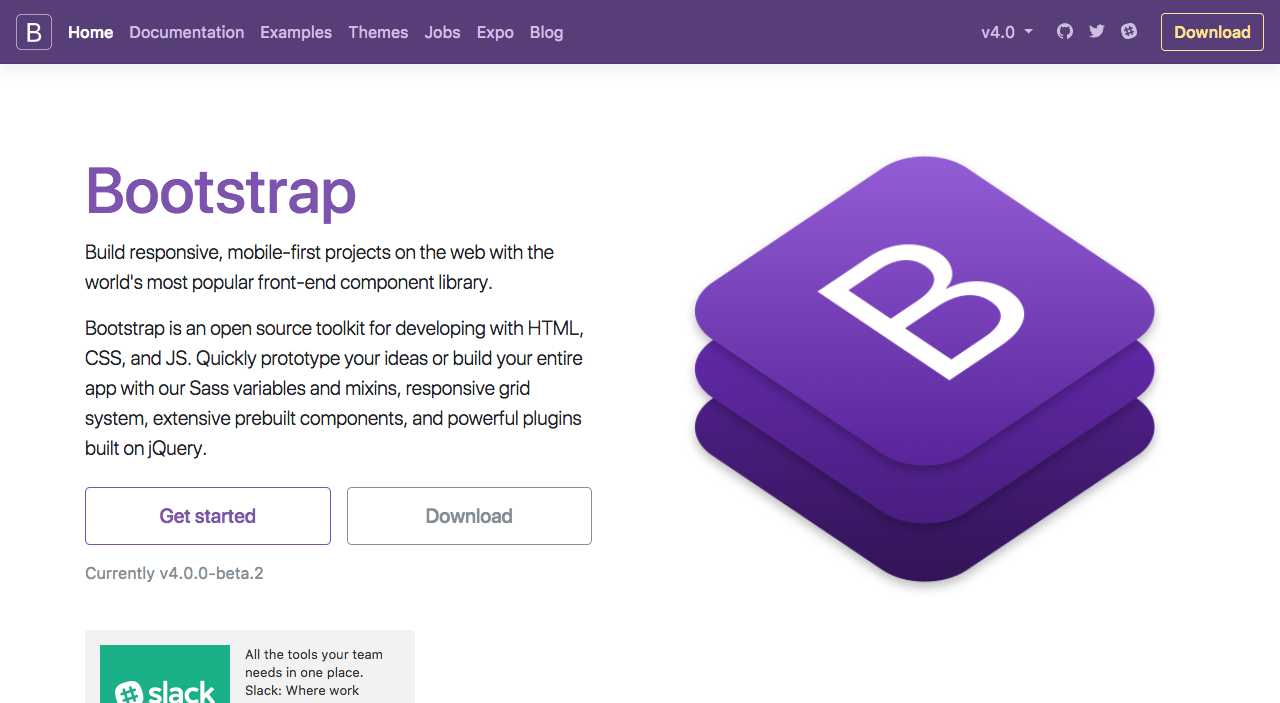 B Home Documentation Examples Themes Jobs Expo Blog v4.0 Download
Bootstrap
Build responsive, mobile-first projects on the web with the
world's most popular front-end component library.
Bootstrap is an open source toolkit for developing with HTML,
CSS, and JS. Quickly prototype your ideas or build your entire
app with our Sass variables and mixins, responsive grid
system, extensive prebuilt components, and powerful plugins
built on jQuery.
Get started Download
Currently v4.0.0-beta.2
B
slack
All the tools your team
needs in one place.
Slack: Where work